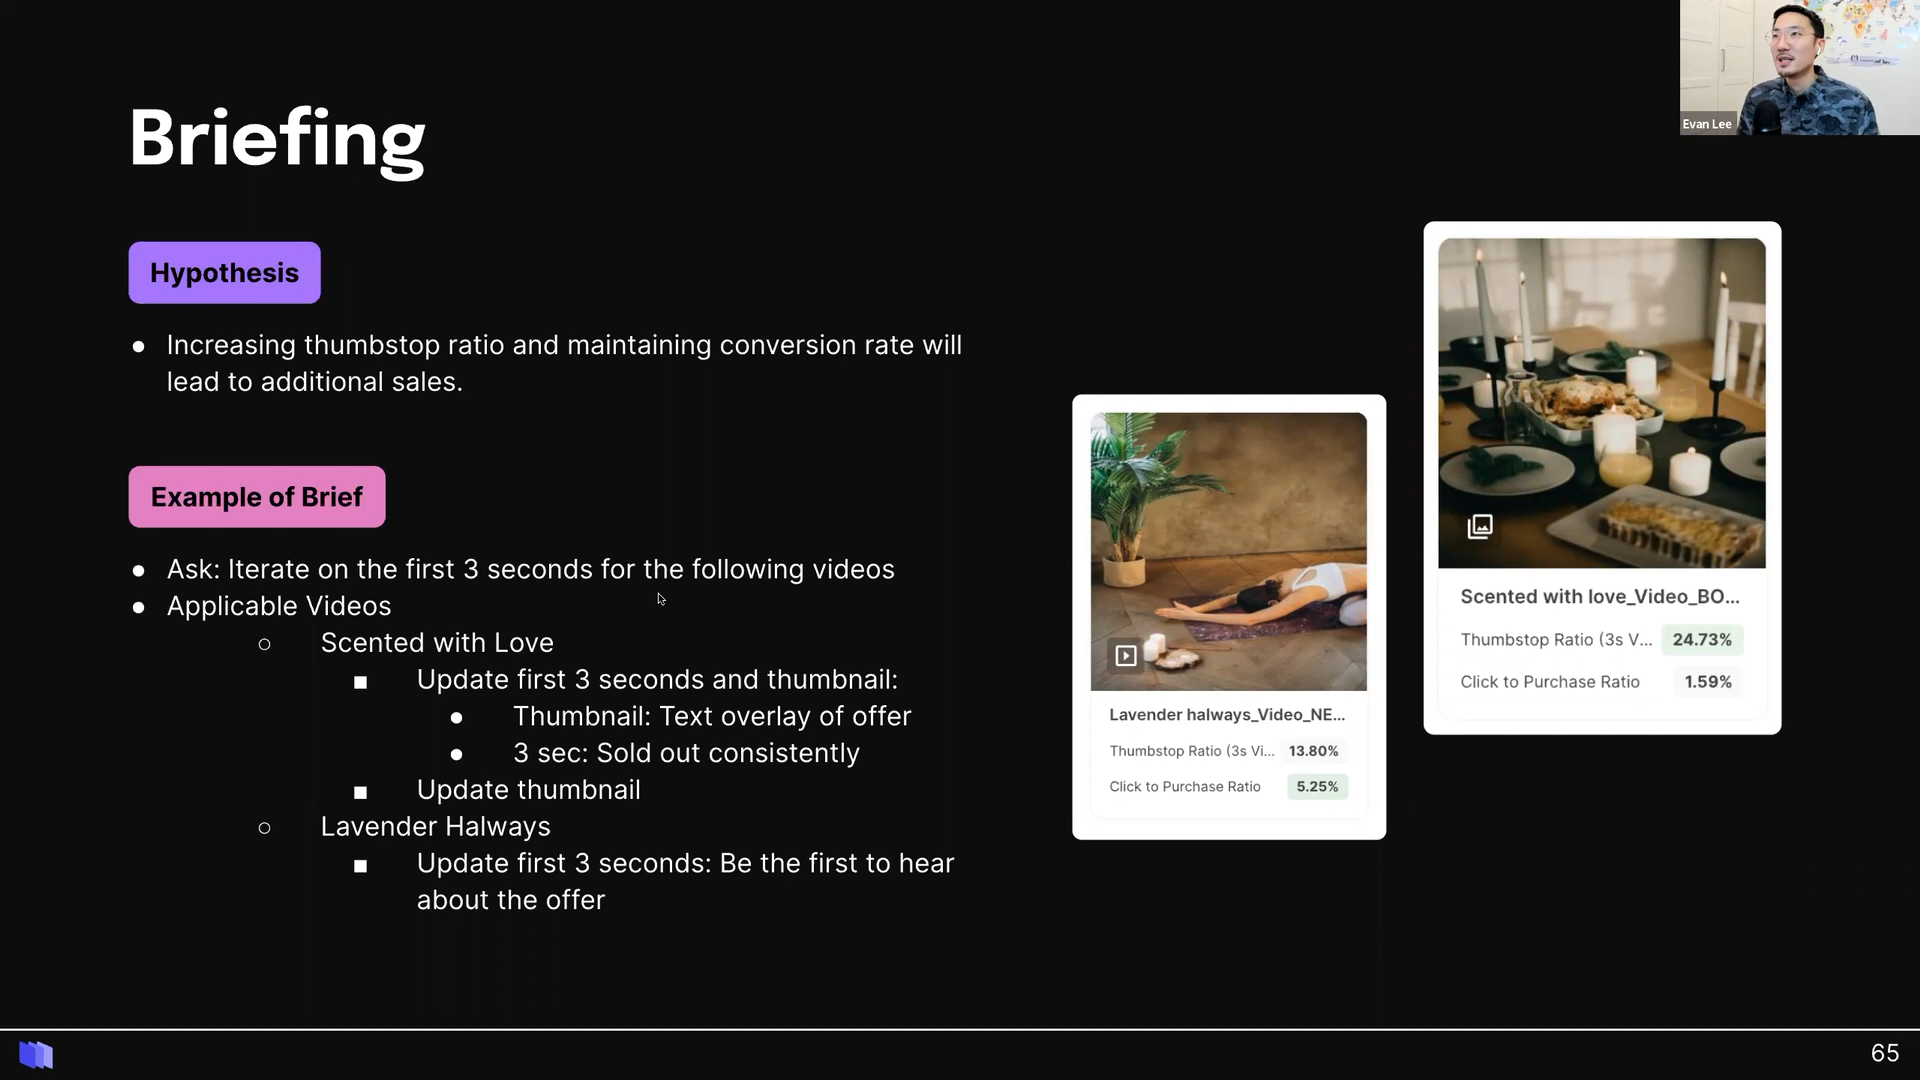 Briefing
Hypothesis
● Increasing thumbstop ratio and maintaining conversion rate will
lead to additional sales.
Example of Brief
● Ask: Iterate on the first 3 seconds for the following videos
● Applicable Videos
○ Scented with Love
■ Update first 3 seconds and thumbnail:
● Thumbnail: Text overlay of offer
● 3 sec: Sold out consistently
■ Update thumbnail
○ Lavender Halways
■ Update first 3 seconds: Be the first to hear
about the offer
Lavender halways_Video_NE...
Thumbstop Ratio (3s Vi... 13.80%
Click to Purchase Ratio 5.25%
Scented with love_Video_BO...
Thumbstop Ratio (3s V... 24.73%
Click to Purchase Ratio 1.59%
Evan Lee
65